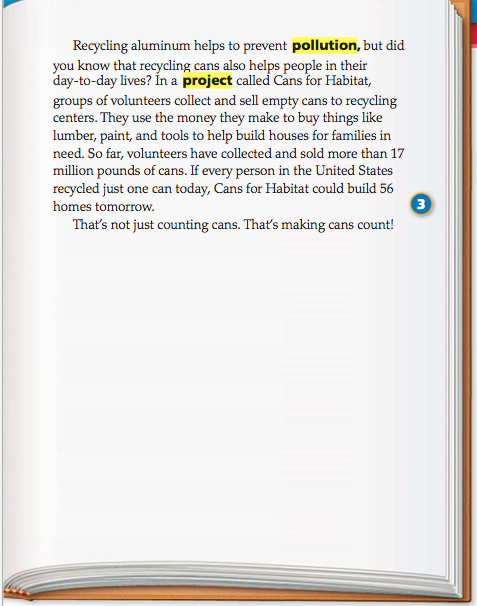 Recycling aluminum helps to prevent pollution, but did
you know that recycling cans also helps people in their
day-to-day lives? In a project called Cans for Habitat,
groups of volunteers collect and sell empty cans to recycling
centers. They use the money they make to buy things like
lumber, paint, and tools to help build houses for families in
need. So far, volunteers have collected and sold more than 17
million pounds of cans. If every person in the United States
recycled just one can today, Cans for Habitat could build 56
homes tomorrow.
3
That's not just counting cans. That's making cans count!